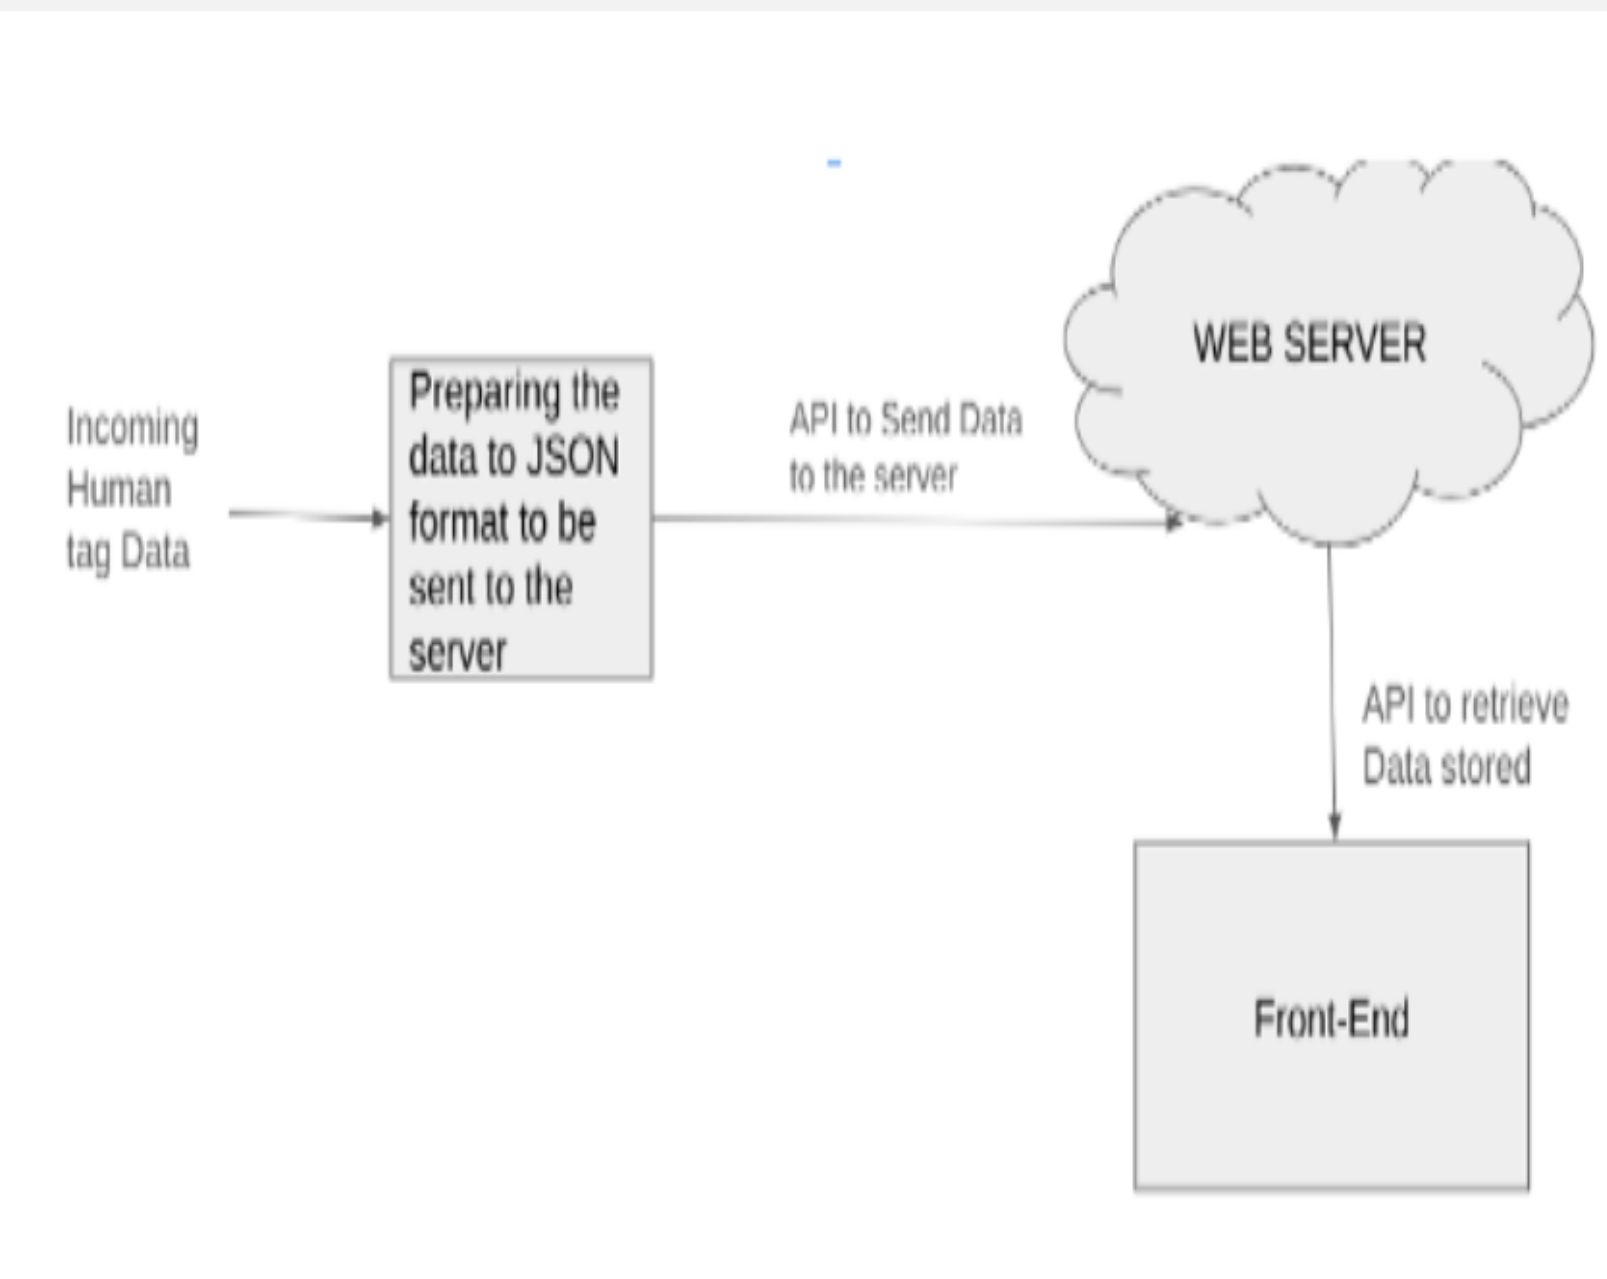 Incoming
Human
tag Data
Preparing the
data to JSON
format to be
sent to the
server
API to Send Data
to the server
WEB SERVER
API to retrieve
Data stored
Front-End